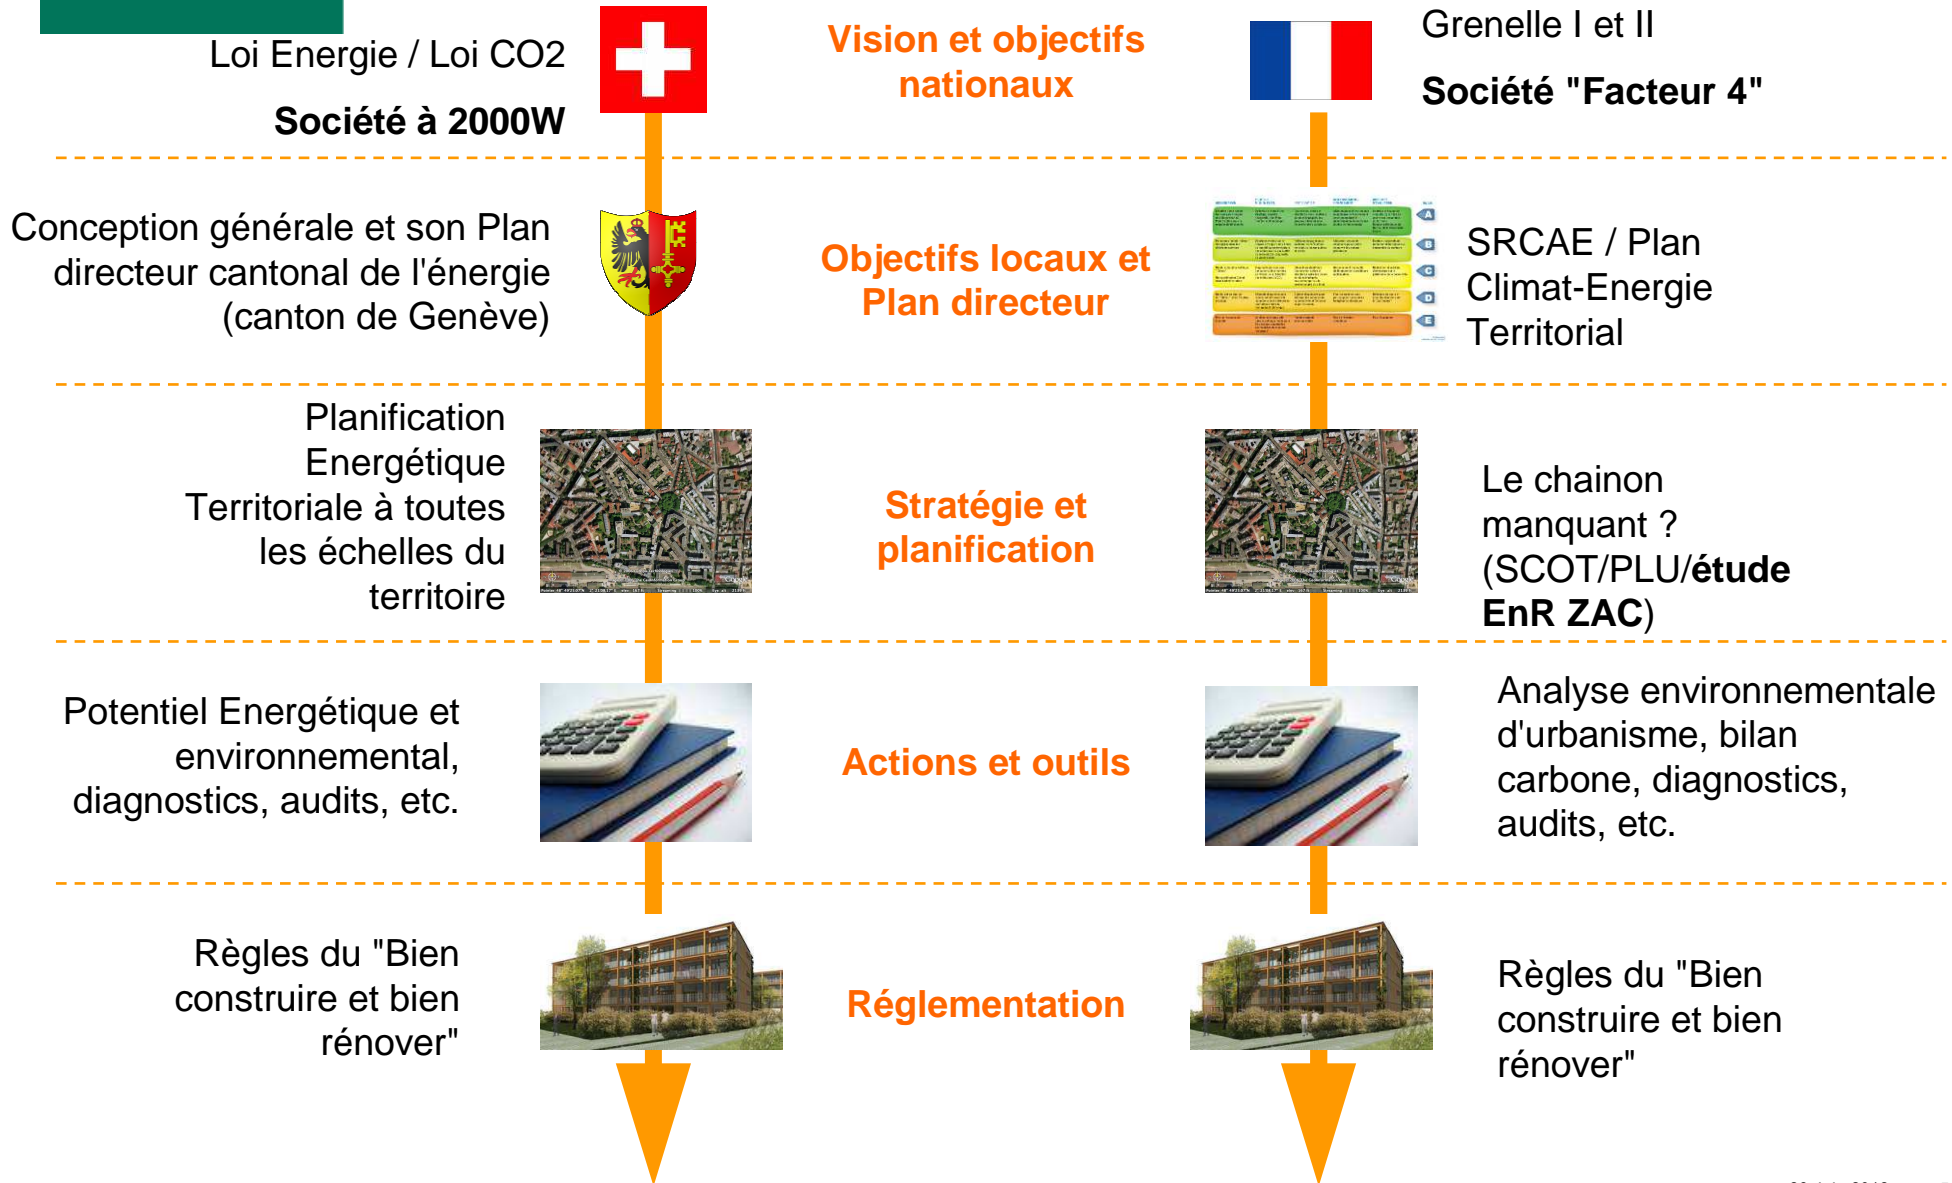 Loi Energie / Loi CO2
Société à 2000W
Vision et objectifs
nationaux
Grenelle I et II
Société "Facteur 4"
Conception générale et son Plan
directeur cantonal de l'énergie
(canton de Genève)
Objectifs locaux et
Plan directeur
A
B
C
D
E
SRCAE / Plan
Climat-Energie
Territorial
Planification
Energétique
Territoriale à toutes
les échelles du
territoire
Stratégie et
planification
Le chainon
manquant ?
(SCOT/PLU/étude
EnR ZAC)
Potentiel Energétique et
environnemental,
diagnostics, audits, etc.
Actions et outils
Analyse environnementale
d'urbanisme, bilan
carbone, diagnostics,
audits, etc.
Règles du "Bien
construire et bien
rénover"
Réglementation
Règles du "Bien
construire et bien
rénover"